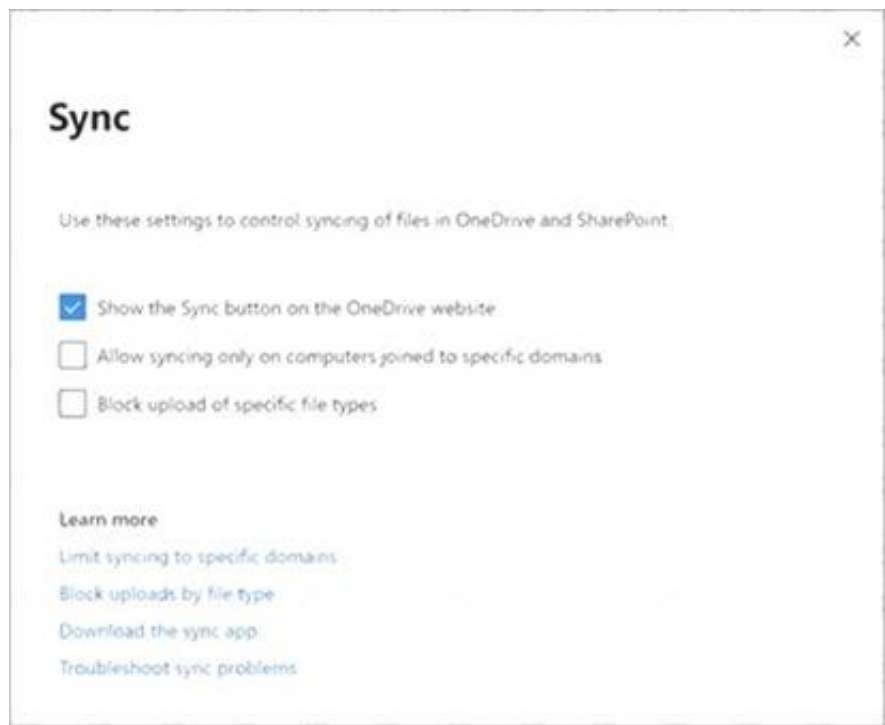 Sync
Use these settings to control syncing of files in OneDrive and SharePoint.
Show the Sync button on the OneDrive website
Allow syncing only on computers joined to specific domains
Block upload of specific file types
Learn more
Limit syncing to specific domains
Block uploads by file type
Download the sync app
Troubleshoot sync problems